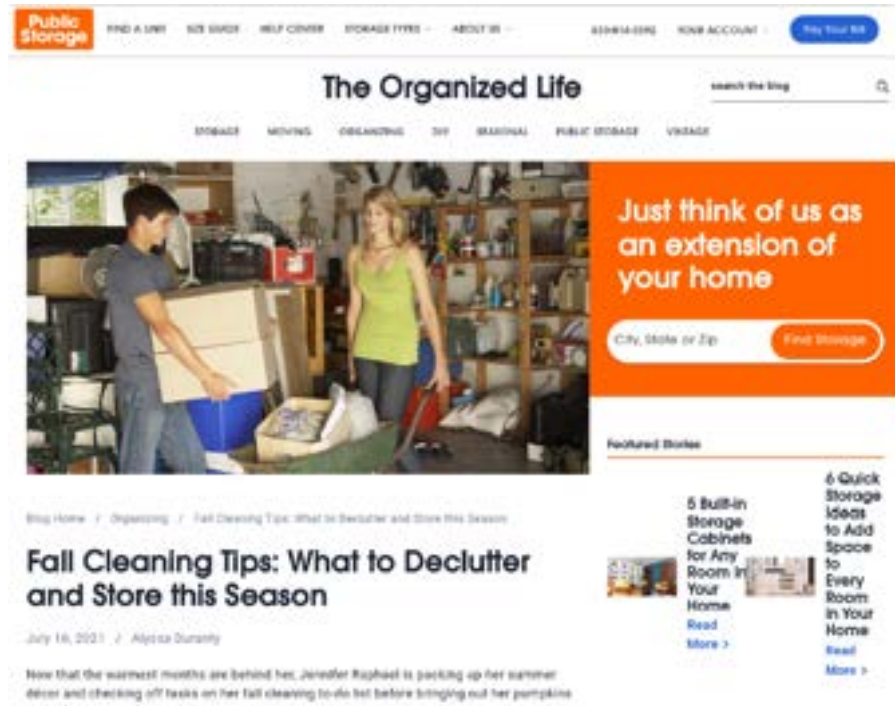 Public
Storage
FIND A UNIT SIZE GUIDE HELP CENTER STORAGE TYPES ABOUT US
YOUR ACCOUNT
Pay Your Bill
The Organized Life
search the blog
STORAGE MOVING ORGANIZING DIY SEASONAL PUBLIC STORAGE VINTAGE
Just think of us as
an extension of
your home
City, State or Zip
Find Storage
Featured Stories
5 Built-in
Storage
Cabinets
for Any
Room in
Your
Home
Read
More >
6 Quick
Storage
Ideas
to Add
Space
to
Every
Room
in Your
Home
Read
More >
Blog Home / Organizing / Fall Cleaning Tips: What to Declutter and Store this Season
Fall Cleaning Tips: What to Declutter
and Store this Season
July 16, 2021 / Alyssa
Now that the warmest months are behind her, Jennifer Raphael is packing up her summer
décor and checking off tasks on her fall cleaning to-do list before bringing out her pumpkins